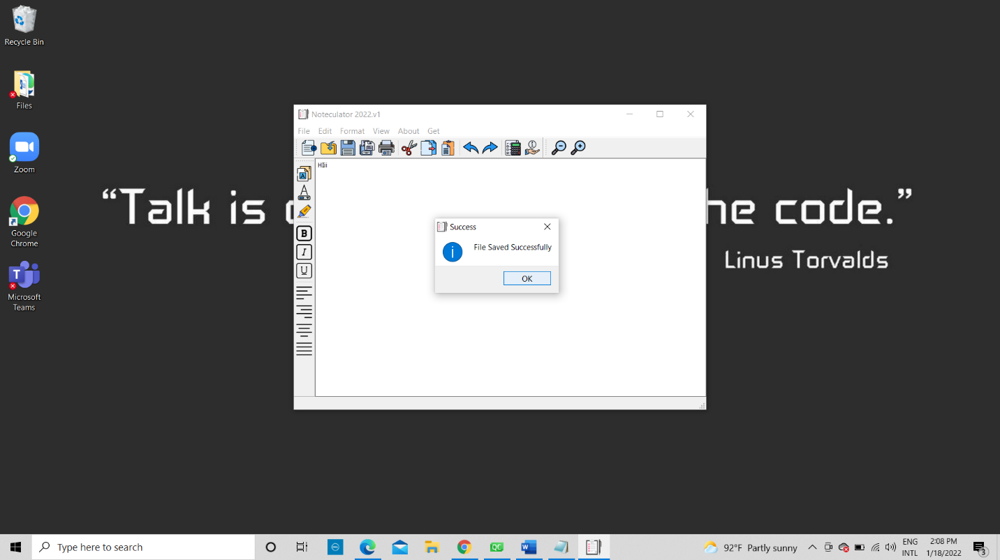 Recycle Bin
Files
Zoom
Google
Chrome
Microsoft
Teams
“Talk is
he code.”
Linus Torvalds
Noteculator 2022.v1
File Edit Format View About Get
HIii
A
A
B
I
U
Success
File Saved Successfully
OK
Type here to search
DELL
QC
W
92°F Partly sunny
ENG
INTL
2:08 PM
1/18/2022
3